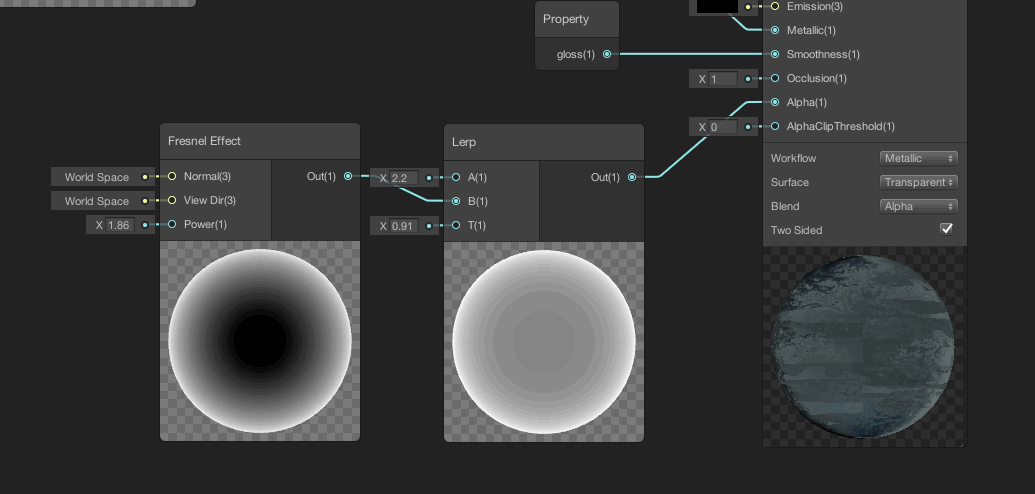 Property
gloss(1)
Emission(3)
Metallic(1)
Smoothness(1)
X 1
Occlusion(1)
Alpha(1)
X 0
AlphaClipThreshold(1)
Workflow
Metallic
Surface
Transparent
Blend
Alpha
Two Sided
Fresnel Effect
World Space
Normal(3)
Out(1)
World Space
View Dir(3)
X 1.86
Power(1)
Lerp
X 2.2
A(1)
Out(1)
B(1)
X 0.91
T(1)